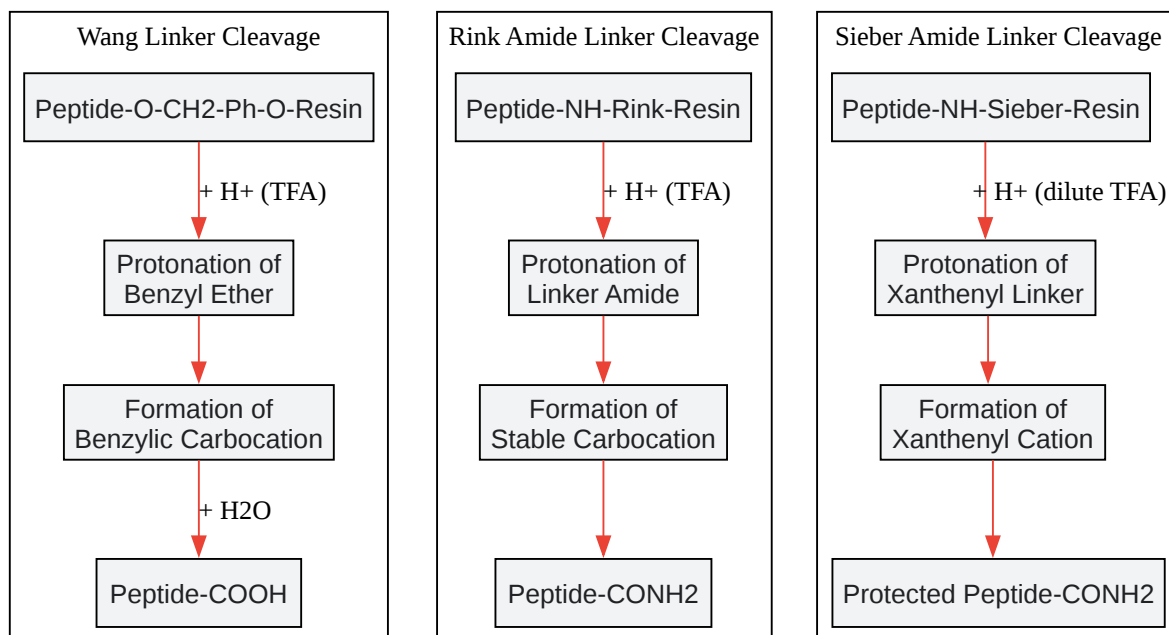 Wang Linker Cleavage
Peptide-O-CH2-Ph-O-Resin
+ H+ (TFA)
Protonation of
Benzyl Ether
Formation of
Benzylic Carbocation
+ H2O
Peptide-COOH
Rink Amide Linker Cleavage
Peptide-NH-Rink-Resin
+ H+ (TFA)
Protonation of
Linker Amide
Formation of
Stable Carbocation
Peptide-CONH2
Sieber Amide Linker Cleavage
Peptide-NH-Sieber-Resin
+ H+ (dilute TFA)
Protonation of
Xanthenyl Linker
Formation of
Xanthenyl Cation
Protected Peptide-CONH2